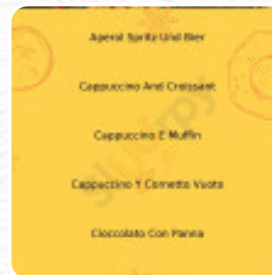 Aperol Spritz Und Bier
Cappuccino And Croissant
Cappuccino E Muffin
Cappuccino Y Cornetto Vuoto
Cioccolato Con Panna